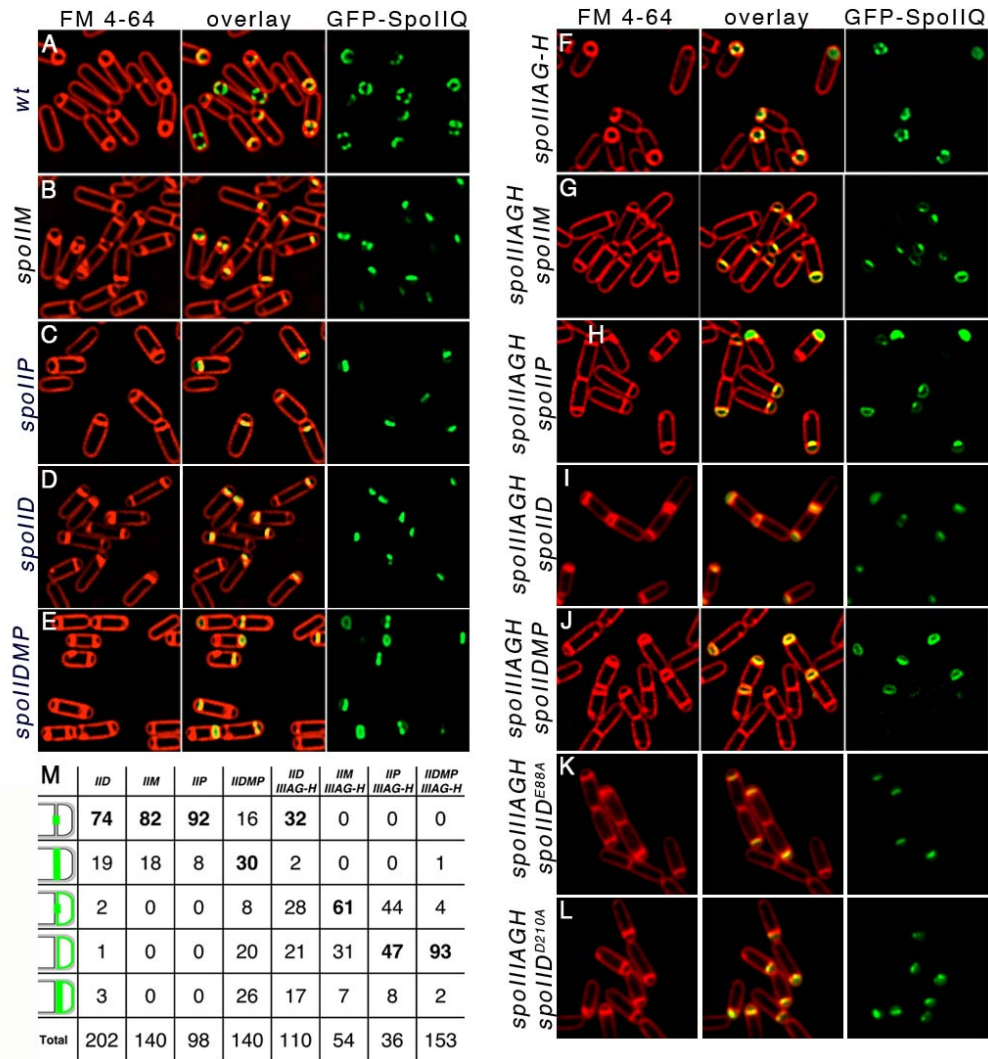 FM 4-64 overlay GFP-SpoIIQ
A
wt
B
spoIIM
C
spoIIP
D
spoIID
E
spoIIDMP
FM 4-64 overlay GFP-SpoIIQ
F
spoIIIAG-H
G
spoIIIAGH
spoIIM
H
spoIIIAGH
spoIIP
I
spoIIIAGH
spoIID
J
spoIIIAGH
spoIIDMP
K
spoIIIAGH
spoIID^E88A
L
spoIIIAGH
spoIID^D210A
M IID IIM IIP IIDMP IID IIIAG-H IIM IIIAG-H IIP IIIAG-H IIDMP IIIAG-H
74 82 92 16 32 0 0 0
19 18 8 30 2 0 0 1
2 0 0 8 28 61 44 4
1 0 0 20 21 31 47 93
3 0 0 26 17 7 8 2
Total 202 140 98 140 110 54 36 153